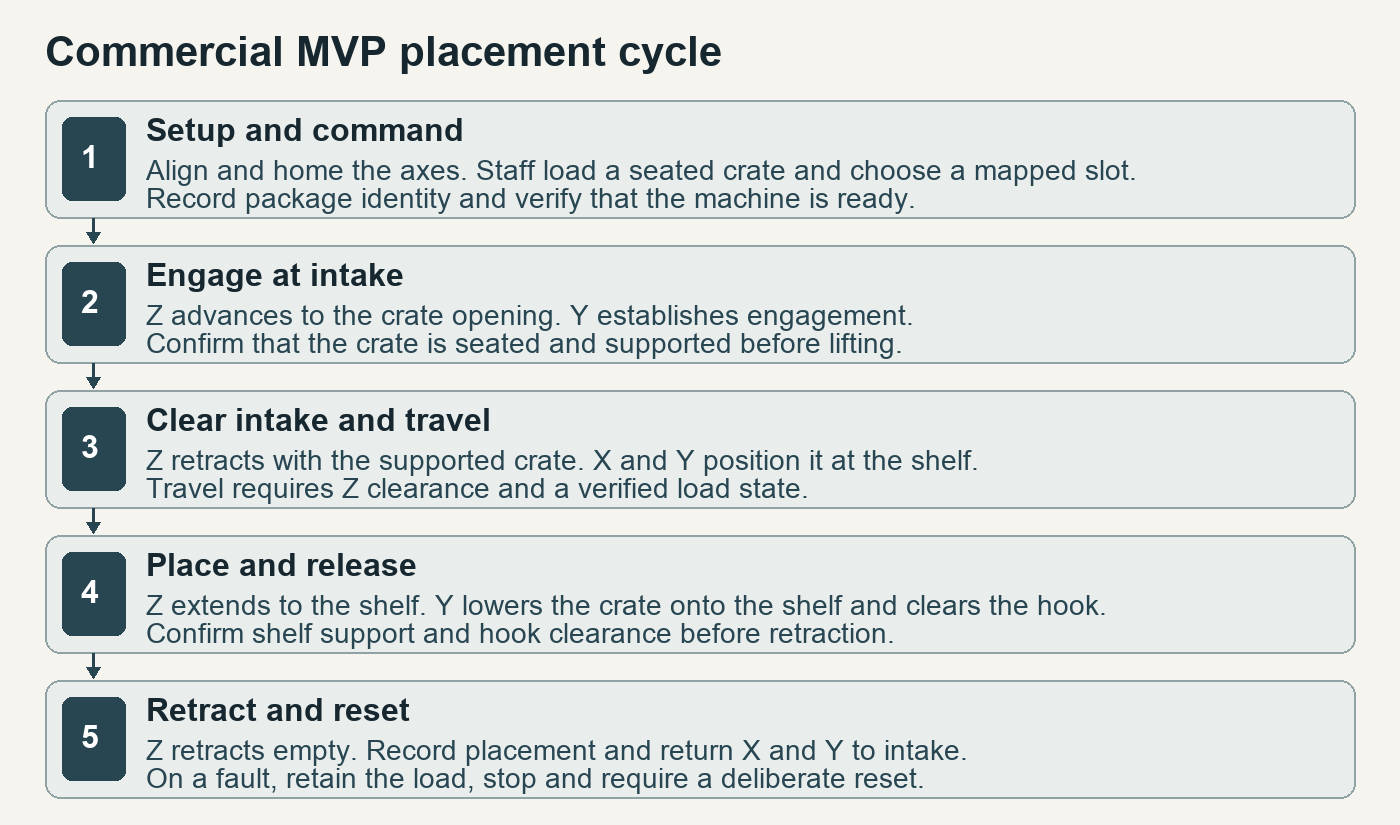 Commercial MVP placement cycle
1
Setup and command
Align and home the axes. Staff load a seated crate and choose a mapped slot.
Record package identity and verify that the machine is ready.
2
Engage at intake
Z advances to the crate opening. Y establishes engagement.
Confirm that the crate is seated and supported before lifting.
3
Clear intake and travel
Z retracts with the supported crate. X and Y position it at the shelf.
Travel requires Z clearance and a verified load state.
4
Place and release
Z extends to the shelf. Y lowers the crate onto the shelf and clears the hook.
Confirm shelf support and hook clearance before retraction.
5
Retract and reset
Z retracts empty. Record placement and return X and Y to intake.
On a fault, retain the load, stop and require a deliberate reset.